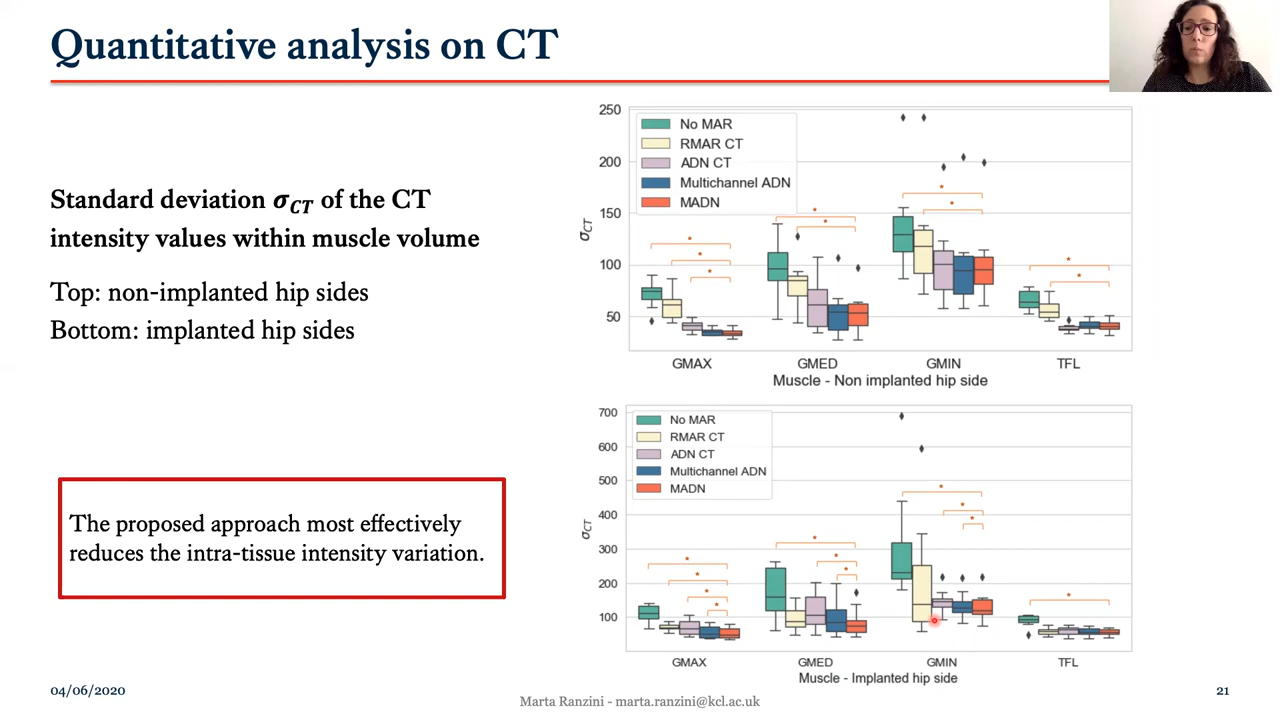 Quantitative analysis on CT
Standard deviation σCT of the CT
intensity values within muscle volume
Top: non-implanted hip sides
Bottom: implanted hip sides
The proposed approach most effectively
reduces the intra-tissue intensity variation.
250
200
150
100
50
σCT
No MAR
RMAR CT
ADN CT
Multichannel ADN
MADN
GMAX GMED GMIN TFL
Muscle - Non implanted hip side
700
600
500
400
300
200
100
σCT
No MAR
RMAR CT
ADN CT
Multichannel ADN
MADN
GMAX GMED GMIN TFL
Muscle - Implanted hip side
04/06/2020
Marta Ranzini - marta.ranzini@kcl.ac.uk
21